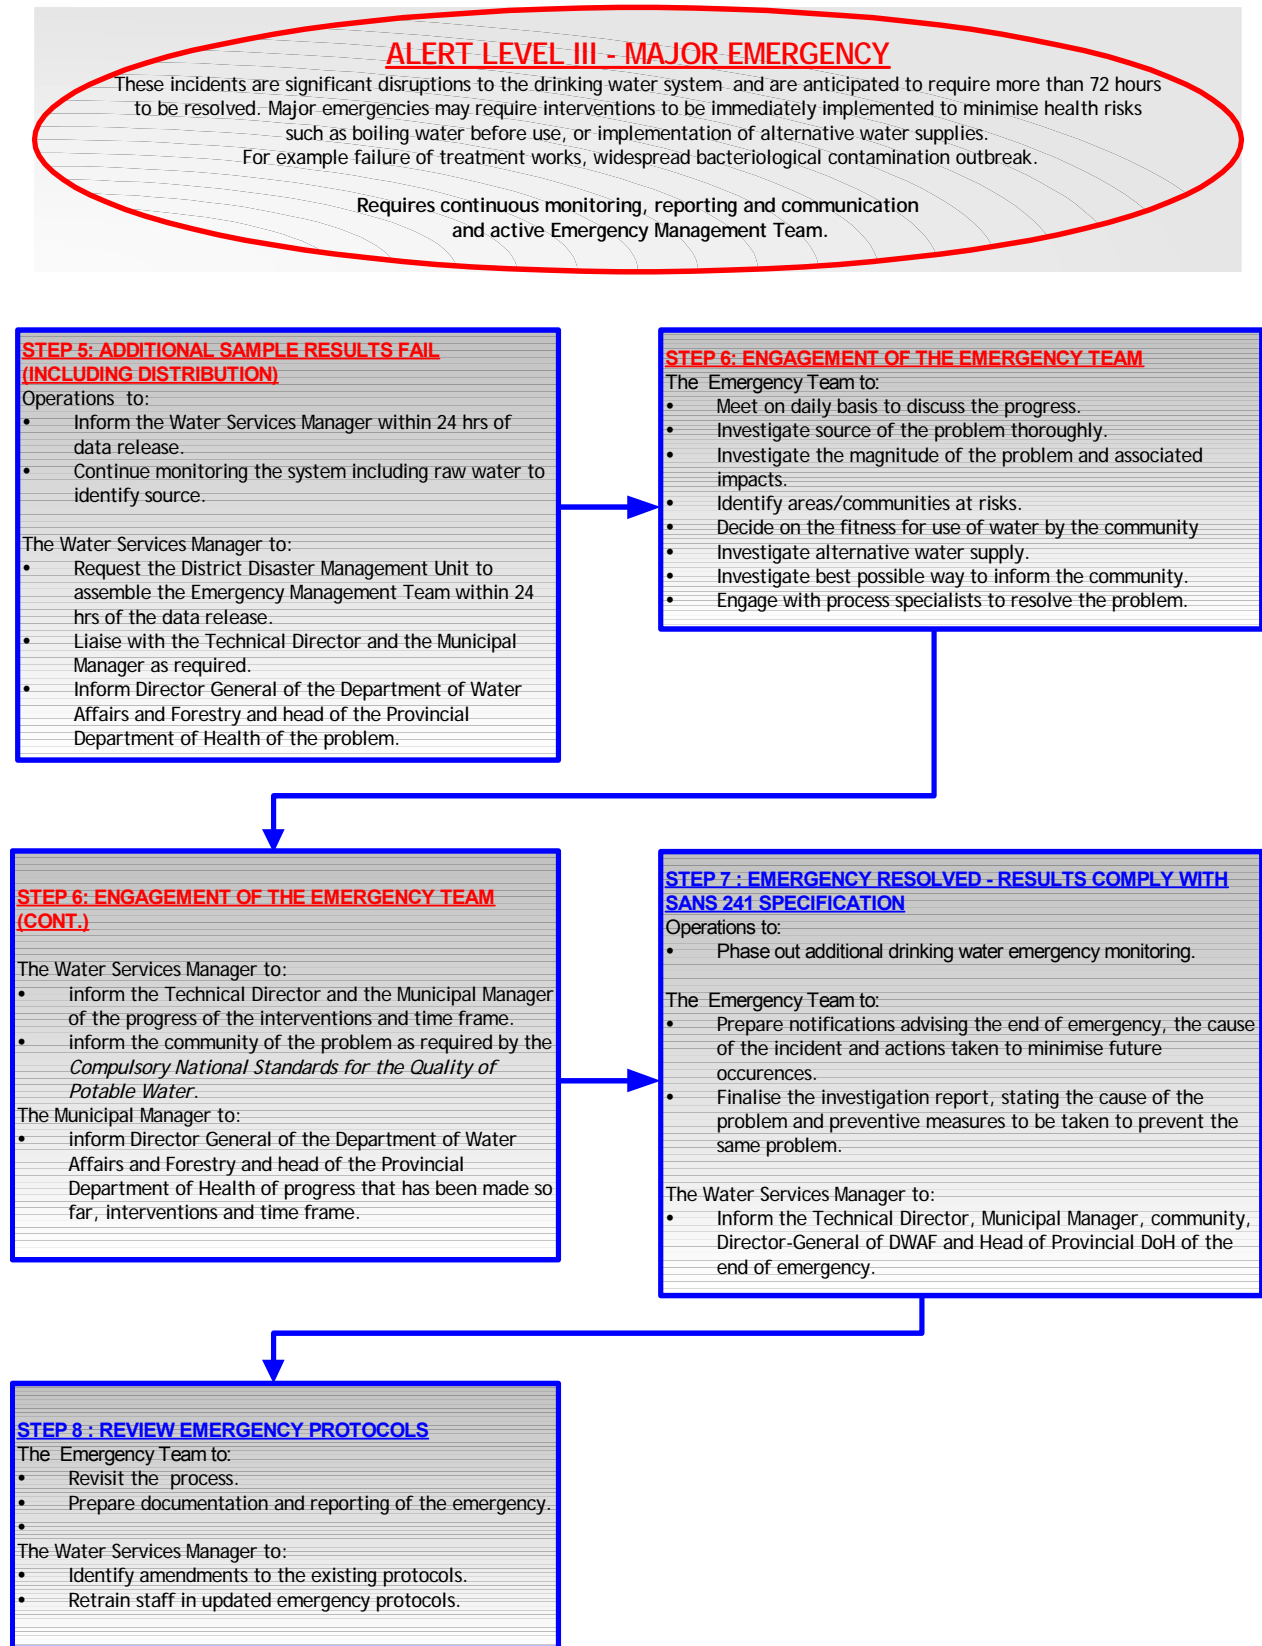 ALERT LEVEL III - MAJOR EMERGENCY
These incidents are significant disruptions to the drinking water system and are anticipated to require more than 72 hours
to be resolved. Major emergencies may require interventions to be immediately implemented to minimise health risks
such as boiling water before use, or implementation of alternative water supplies.
For example failure of treatment works, widespread bacteriological contamination outbreak.
Requires continuous monitoring, reporting and communication
and active Emergency Management Team.
STEP 5: ADDITIONAL SAMPLE RESULTS FAIL
(INCLUDING DISTRIBUTION)
Operations to:
• Inform the Water Services Manager within 24 hrs of
data release.
• Continue monitoring the system including raw water to
identify source.
The Water Services Manager to:
• Request the District Disaster Management Unit to
assemble the Emergency Management Team within 24
hrs of the data release.
• Liaise with the Technical Director and the Municipal
Manager as required.
• Inform Director General of the Department of Water
Affairs and Forestry and head of the Provincial
Department of Health of the problem.
STEP 6: ENGAGEMENT OF THE EMERGENCY TEAM
The Emergency Team to:
• Meet on daily basis to discuss the progress.
• Investigate source of the problem thoroughly.
• Investigate the magnitude of the problem and associated
impacts.
• Identify areas/communities at risks.
• Decide on the fitness for use of water by the community
• Investigate alternative water supply.
• Investigate best possible way to inform the community.
• Engage with process specialists to resolve the problem.
STEP 6: ENGAGEMENT OF THE EMERGENCY TEAM
(CONT.)
The Water Services Manager to:
• inform the Technical Director and the Municipal Manager
of the progress of the interventions and time frame.
• inform the community of the problem as required by the
Compulsory National Standards for the Quality of
Potable Water.
The Municipal Manager to:
• inform Director General of the Department of Water
Affairs and Forestry and head of the Provincial
Department of Health of progress that has been made so
far, interventions and time frame.
STEP 7 : EMERGENCY RESOLVED - RESULTS COMPLY WITH
SANS 241 SPECIFICATION
Operations to:
• Phase out additional drinking water emergency monitoring.
The Emergency Team to:
• Prepare notifications advising the end of emergency, the cause
of the incident and actions taken to minimise future
occurences.
• Finalise the investigation report, stating the cause of the
problem and preventive measures to be taken to prevent the
same problem.
The Water Services Manager to:
• Inform the Technical Director, Municipal Manager, community,
Director-General of DWAF and Head of Provincial DoH of the
end of emergency.
STEP 8 : REVIEW EMERGENCY PROTOCOLS
The Emergency Team to:
• Revisit the process.
• Prepare documentation and reporting of the emergency.
•
The Water Services Manager to:
• Identify amendments to the existing protocols.
• Retrain staff in updated emergency protocols.